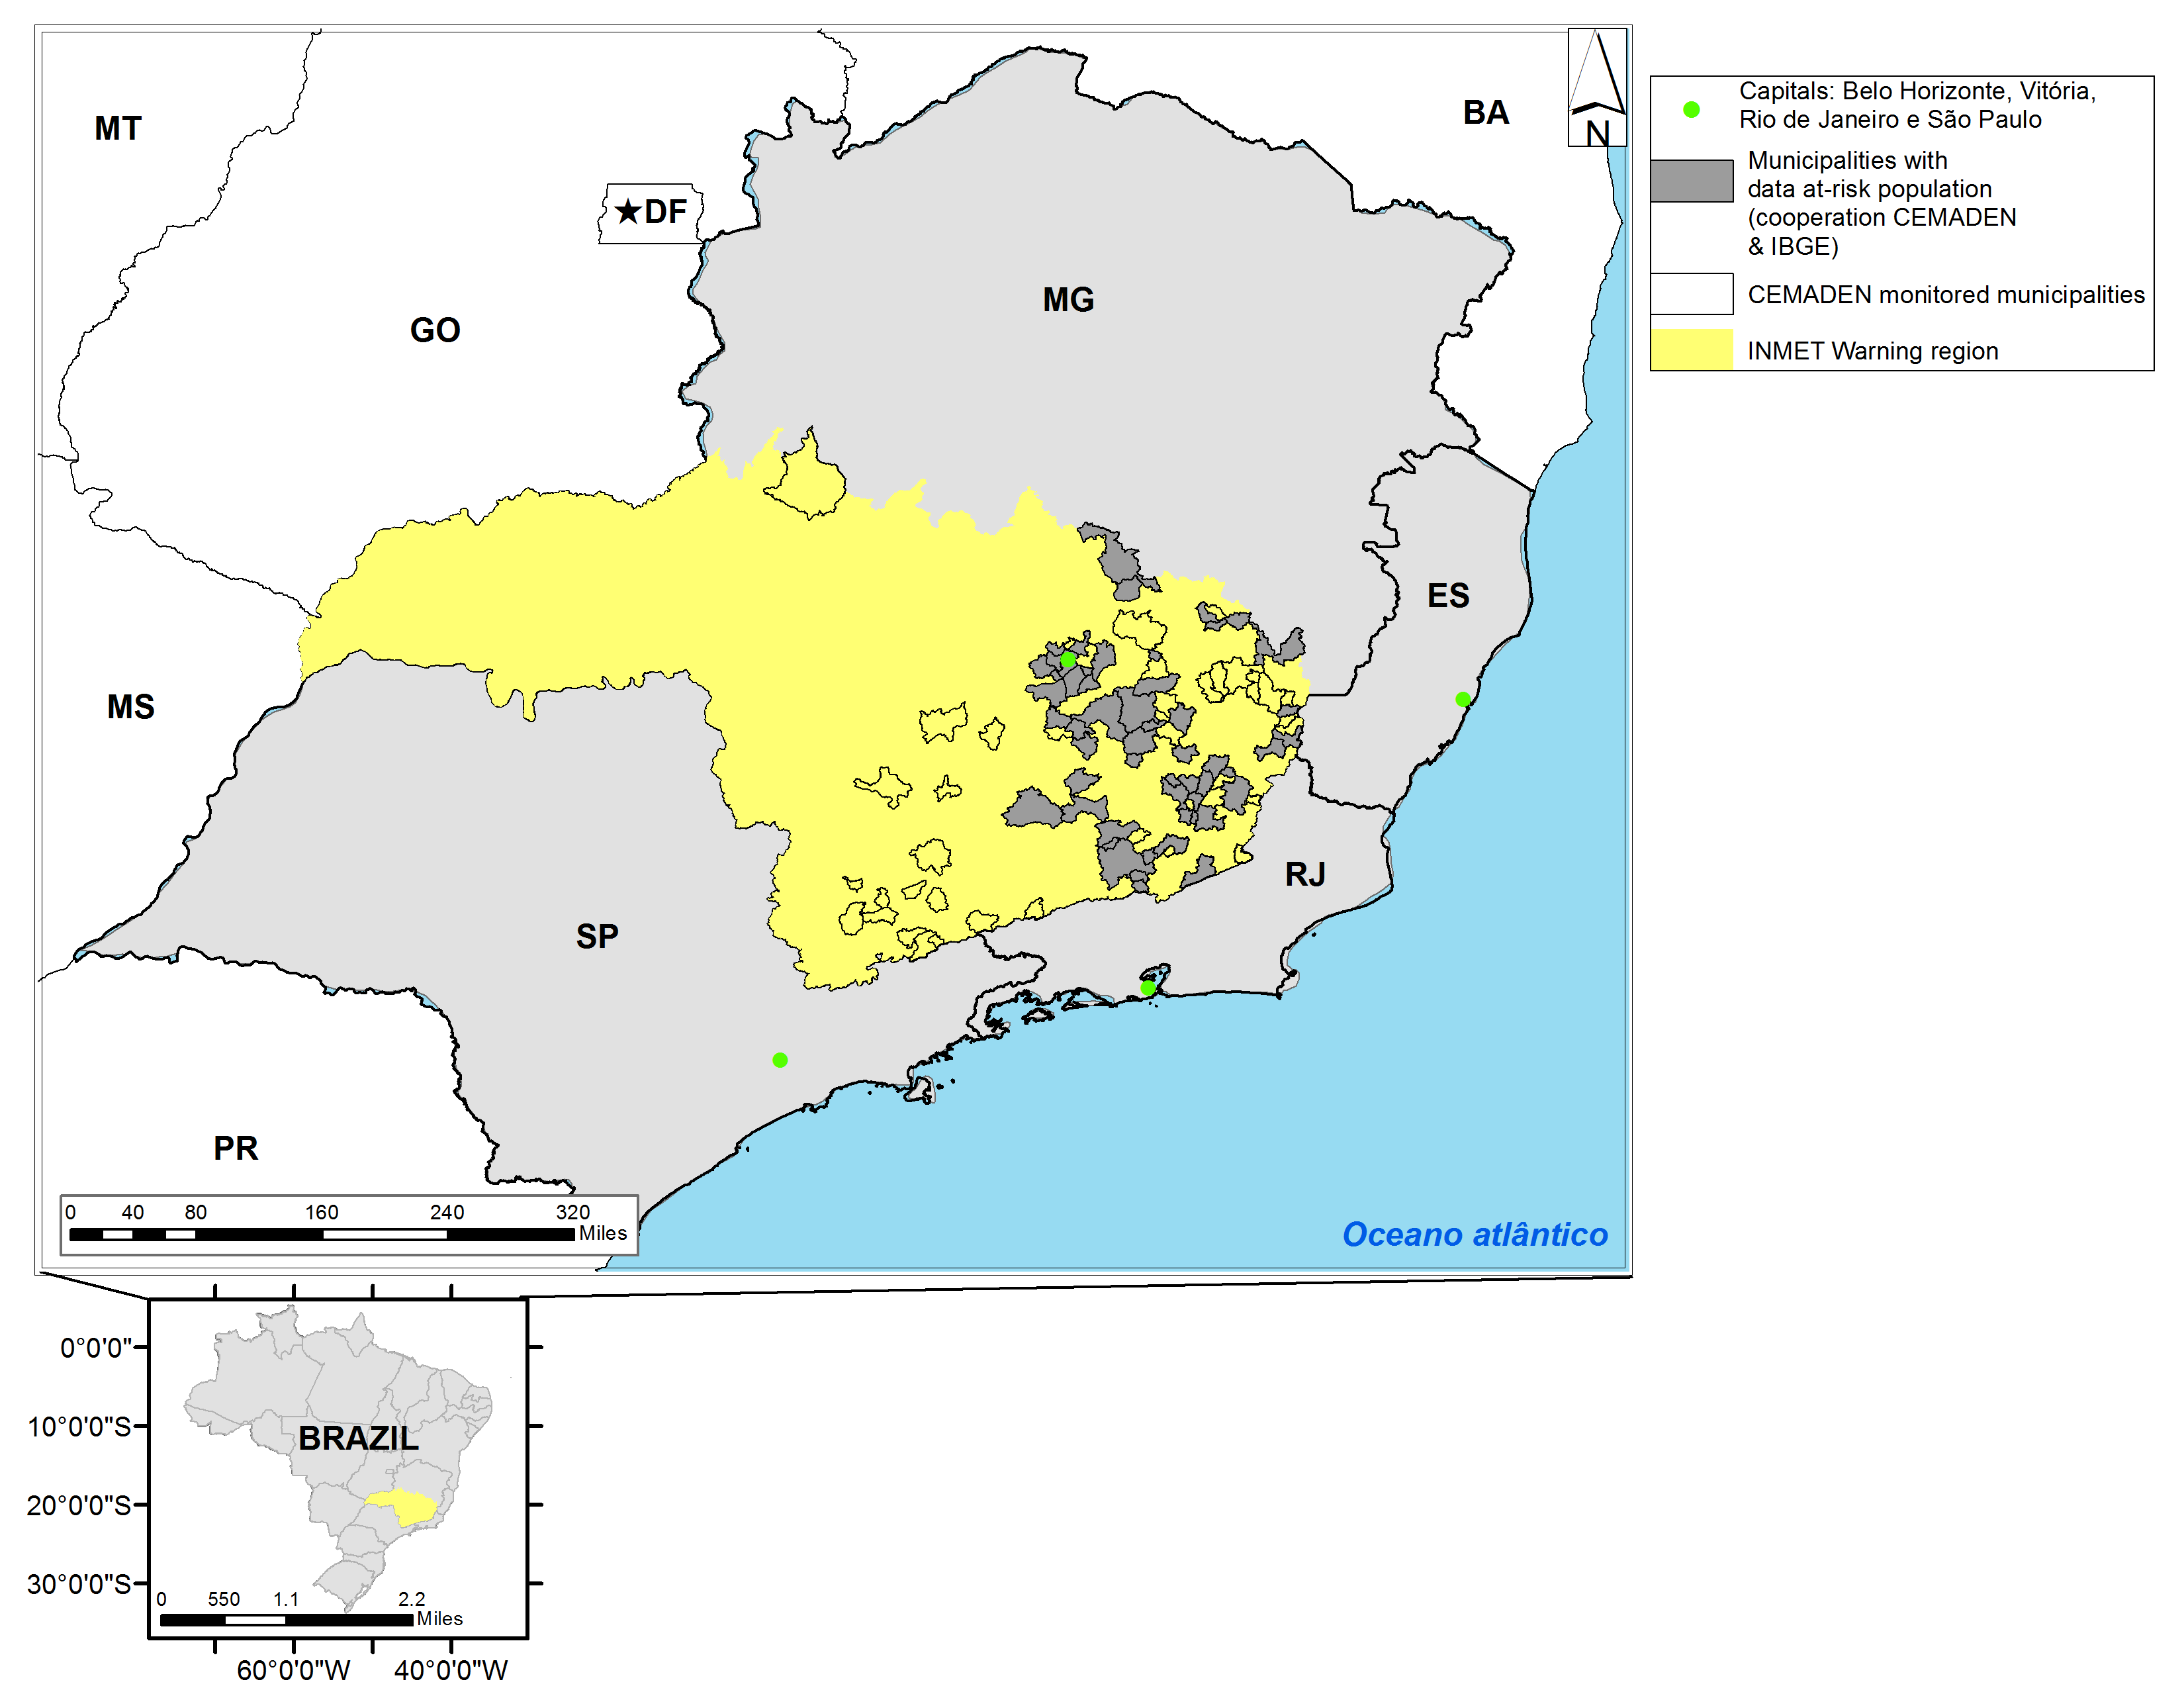 MT
BA
N
DF
MG
GO
ES
MS
RJ
SP
PR
Oceano atlântico
0 40 80 160 240 320
Miles
Capitals: Belo Horizonte, Vitória,
Rio de Janeiro e São Paulo
Municipalities with
data at-risk population
(cooperation CEMADEN
& IBGE)
CEMADEN monitored municipalities
INMET Warning region
0°0'0"
10°0'0"S
20°0'0"S
30°0'0"S
BRAZIL
0 550 1.1 2.2
Miles
60°0'0"W 40°0'0"W